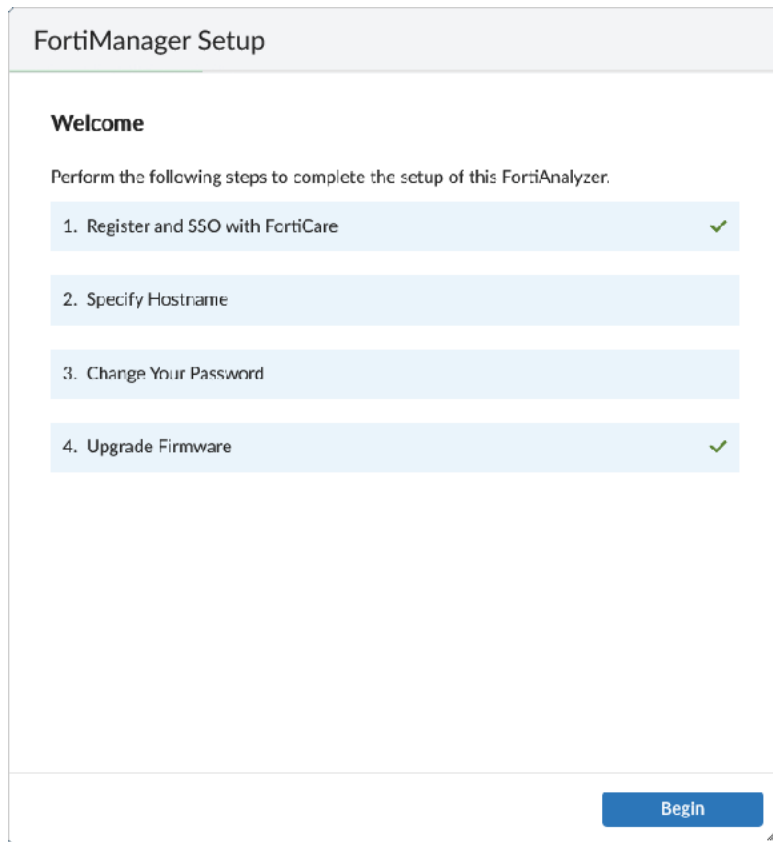 FortiManager Setup
Welcome
Perform the following steps to complete the setup of this FortiAnalyzer.
1. Register and SSO with FortiCare
2. Specify Hostname
3. Change Your Password
4. Upgrade Firmware
Begin